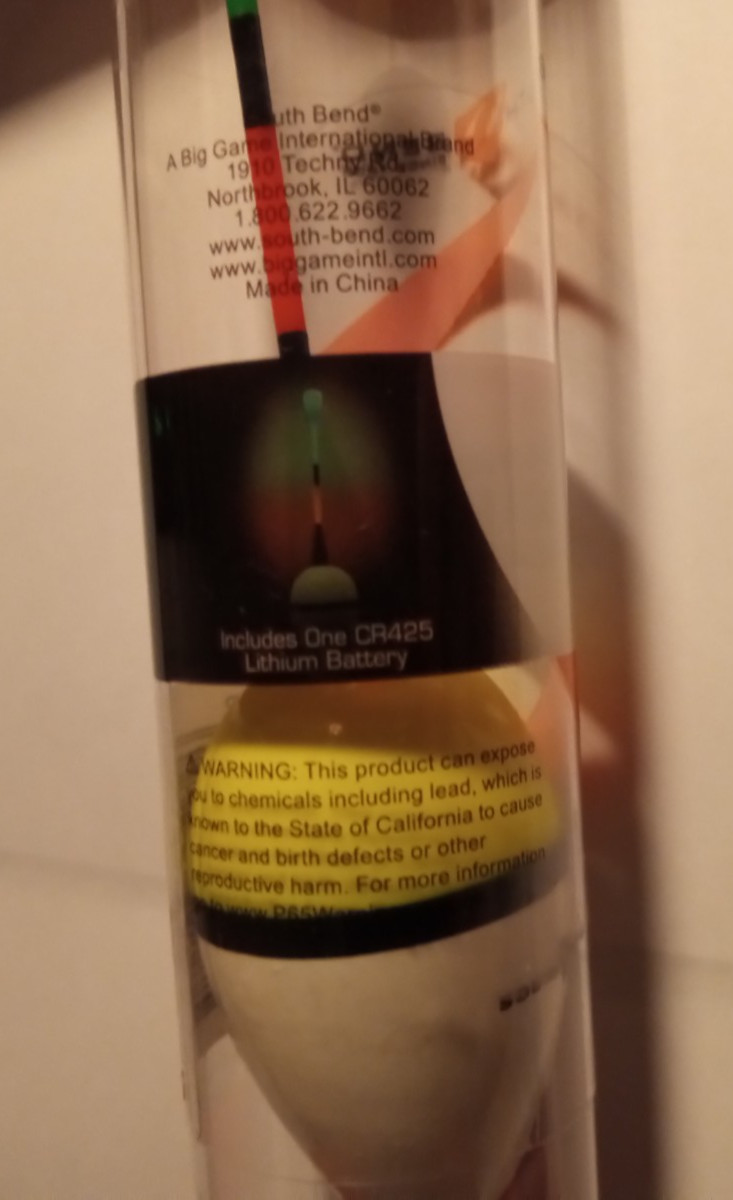 uth Bend®
A Big Game International Brand
1910 Techny Rd.
Northbrook, IL 60062
1.800.622.9662
www.south-bend.com
www.biggameintl.com
Made in China
Includes One CR425
Lithium Battery
⚠WARNING: This product can expose
you to chemicals including lead, which is
known to the State of California to cause
cancer and birth defects or other
reproductive harm. For more information